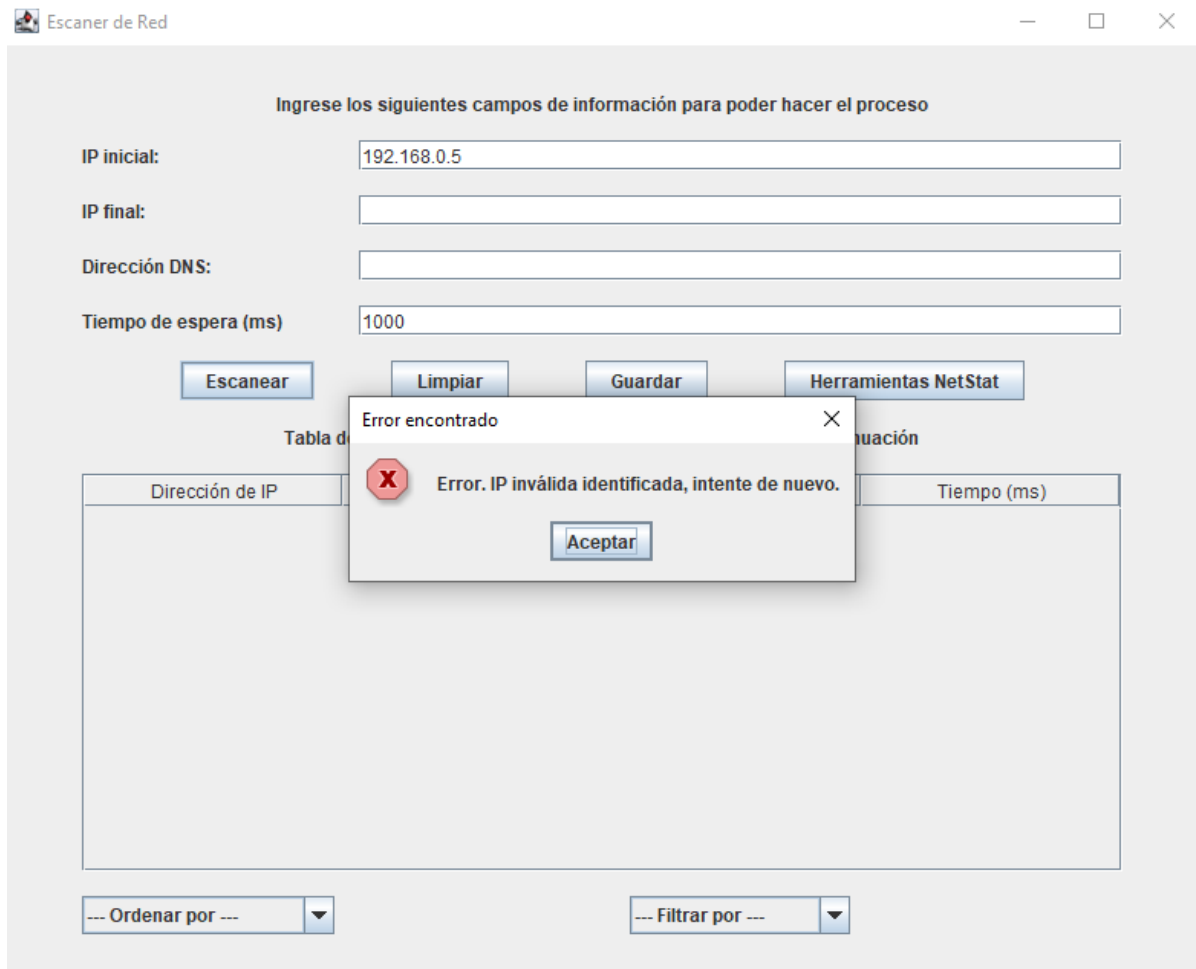 Escaner de Red
Ingrese los siguientes campos de información para poder hacer el proceso
IP inicial: 192.168.0.5
IP final:
Dirección DNS:
Tiempo de espera (ms) 1000
Escanear Limpiar Guardar Herramientas NetStat
Error encontrado
Tabla
Error. IP inválida identificada, intente de nuevo.
Aceptar
Dirección de IP Tiempo (ms)
--- Ordenar por --- --- Filtrar por ---